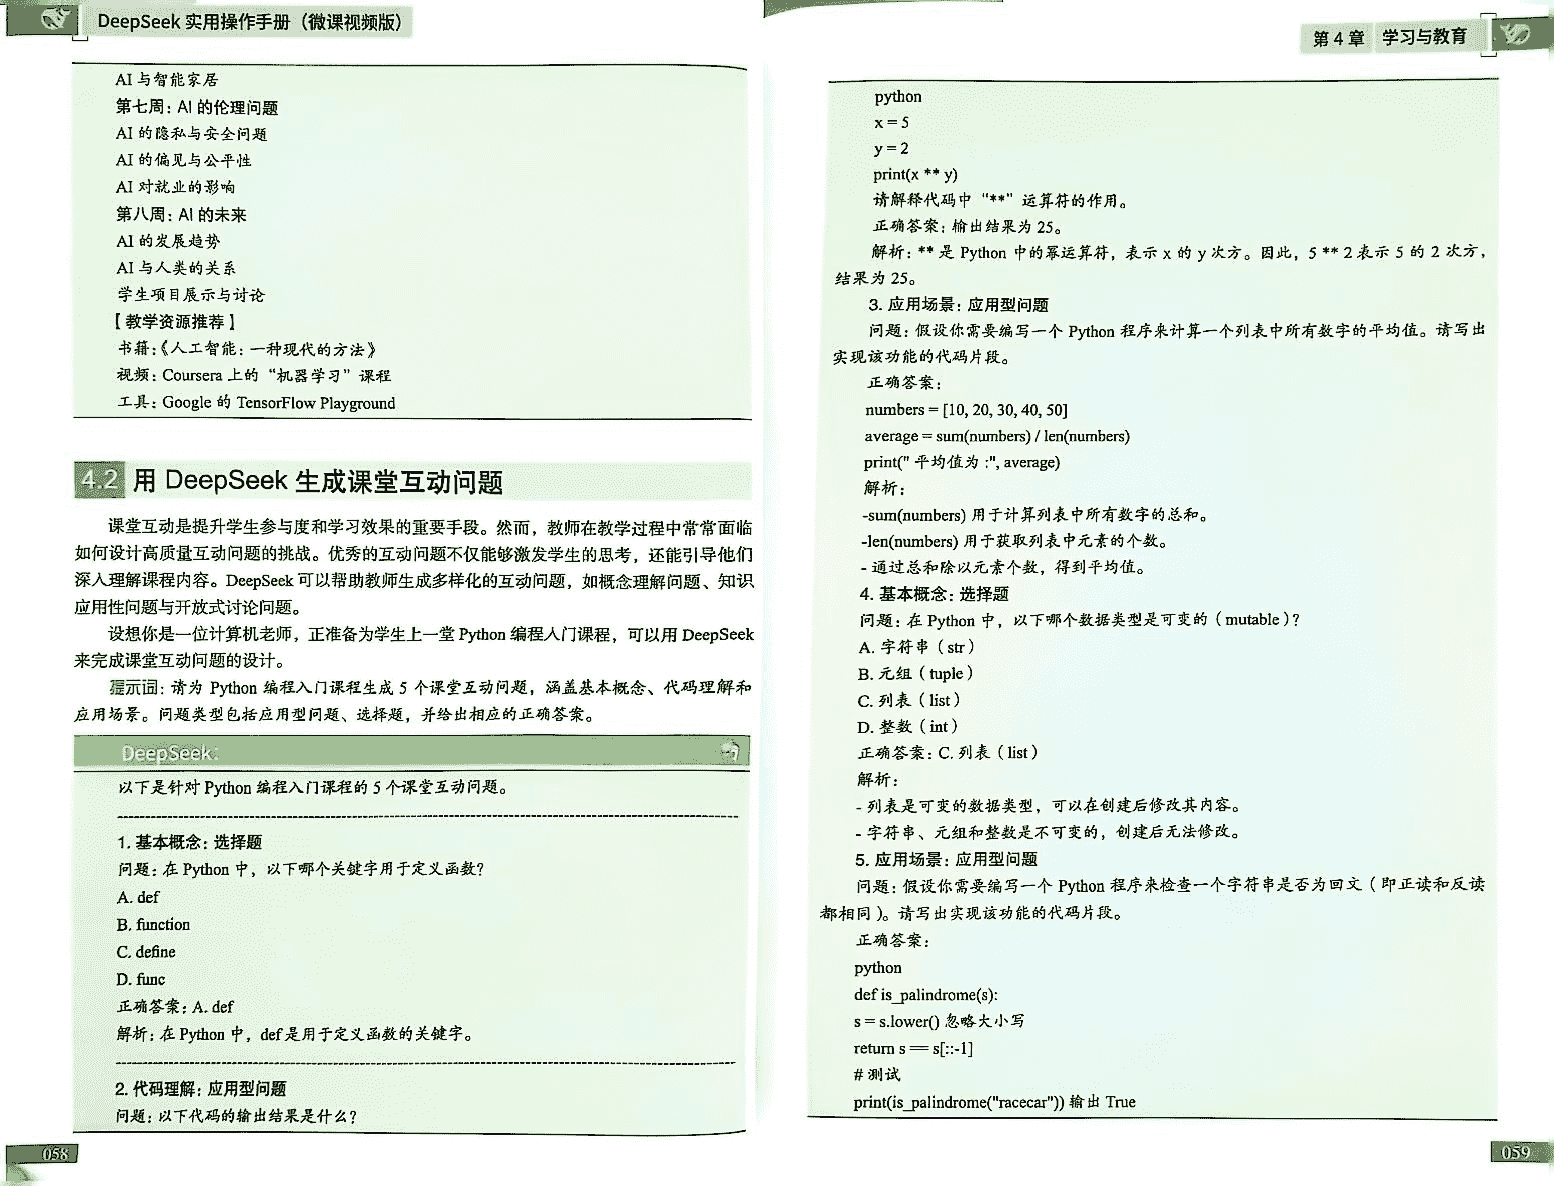 DeepSeek 实用操作手册（微课视频版）
AI 与智能家居
第七周：AI 的伦理问题
AI 的隐私与安全问题
AI 的偏见与公平性
AI 对就业的影响
第八周：AI 的未来
AI 的发展趋势
AI 与人类的关系
学生项目展示与讨论
【教学资源推荐】
书籍：《人工智能：一种现代的方法》
视频：Coursera 上的“机器学习”课程
工具：Google 的 TensorFlow Playground
4.2 用 DeepSeek 生成课堂互动问题
课堂互动是提升学生参与度和学习效果的重要手段。然而，教师在教学过程中常常面临
如何设计高质量互动问题的挑战。优秀的互动问题不仅能够激发学生的思考，还能引导他们
深入理解课程内容。DeepSeek 可以帮助教师生成多样化的互动问题，如概念理解问题、知识
应用性问题与开放式讨论问题。
设想你是一位计算机老师，正准备为学生上一堂 Python 编程入门课程，可以用 DeepSeek
来完成课堂互动问题的设计。
提示词：请为 Python 编程入门课程生成 5 个课堂互动问题，涵盖基本概念、代码理解和
应用场景。问题类型包括应用型问题、选择题，并给出相应的正确答案。
DeepSeek：
以下是针对 Python 编程入门课程的 5 个课堂互动问题。
1. 基本概念：选择题
问题：在 Python 中，以下哪个关键字用于定义函数？
A. def
B. function
C. define
D. func
正确答案：A. def
解析：在 Python 中，def 是用于定义函数的关键字。
2. 代码理解：应用型问题
问题：以下代码的输出结果是什么？
058
第 4 章 学习与教育
python
x = 5
y = 2
print(x ** y)
请解释代码中“**”运算符的作用。
正确答案：输出结果为 25。
解析：** 是 Python 中的幂运算符，表示 x 的 y 次方。因此，5 ** 2 表示 5 的 2 次方，
结果为 25。
3. 应用场景：应用型问题
问题：假设你需要编写一个 Python 程序来计算一个列表中所有数字的平均值。请写出
实现该功能的代码片段。
正确答案：
numbers = [10, 20, 30, 40, 50]
average = sum(numbers) / len(numbers)
print(" 平均值为 :", average)
解析：
-sum(numbers) 用于计算列表中所有数字的总和。
-len(numbers) 用于获取列表中元素的个数。
- 通过总和除以元素个数，得到平均值。
4. 基本概念：选择题
问题：在 Python 中，以下哪个数据类型是可变的（mutable）？
A. 字符串（str）
B. 元组（tuple）
C. 列表（list）
D. 整数（int）
正确答案：C. 列表（list）
解析：
- 列表是可变的数据类型，可以在创建后修改其内容。
- 字符串、元组和整数是不可变的，创建后无法修改。
5. 应用场景：应用型问题
问题：假设你需要编写一个 Python 程序来检查一个字符串是否为回文（即正读和反读
都相同）。请写出实现该功能的代码片段。
正确答案：
python
def is_palindrome(s):
s = s.lower() 忽略大小写
return s == s[::-1]
# 测试
print(is_palindrome("racecar")) 输出 True
059